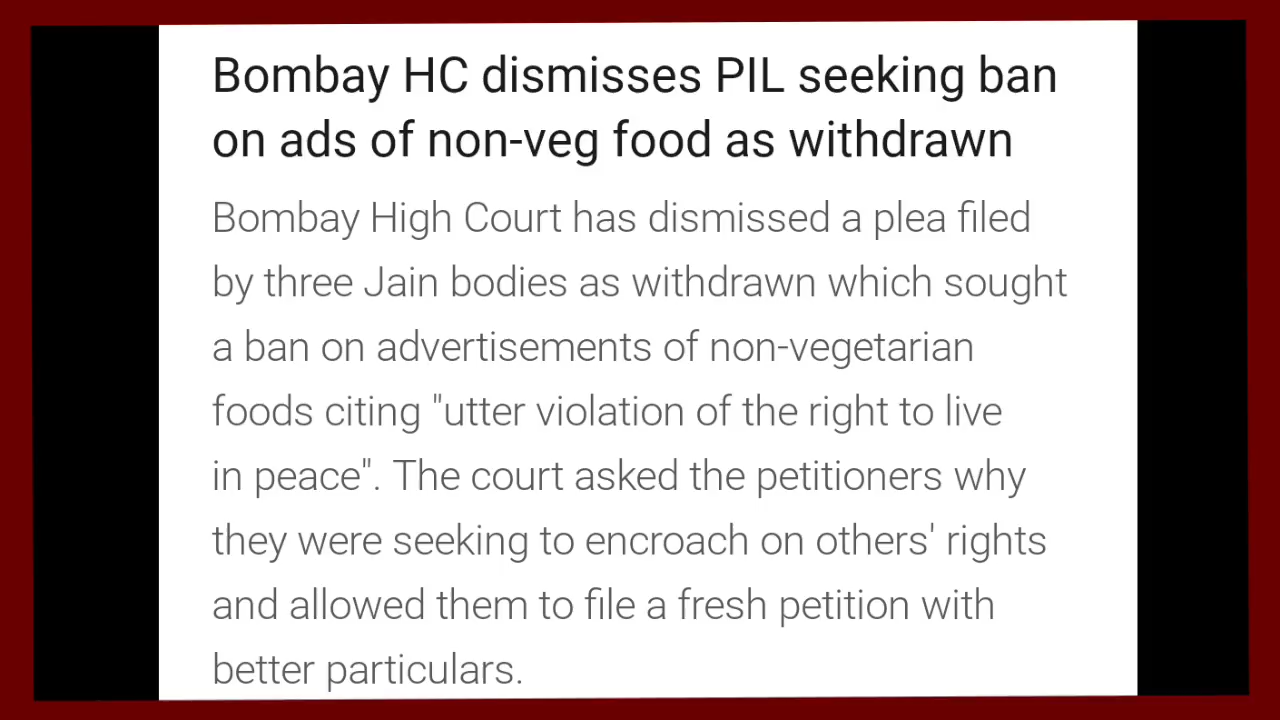 Bombay HC dismisses PIL seeking ban
on ads of non-veg food as withdrawn
Bombay High Court has dismissed a plea filed
by three Jain bodies as withdrawn which sought
a ban on advertisements of non-vegetarian
foods citing "utter violation of the right to live
in peace". The court asked the petitioners why
they were seeking to encroach on others' rights
and allowed them to file a fresh petition with
better particulars.